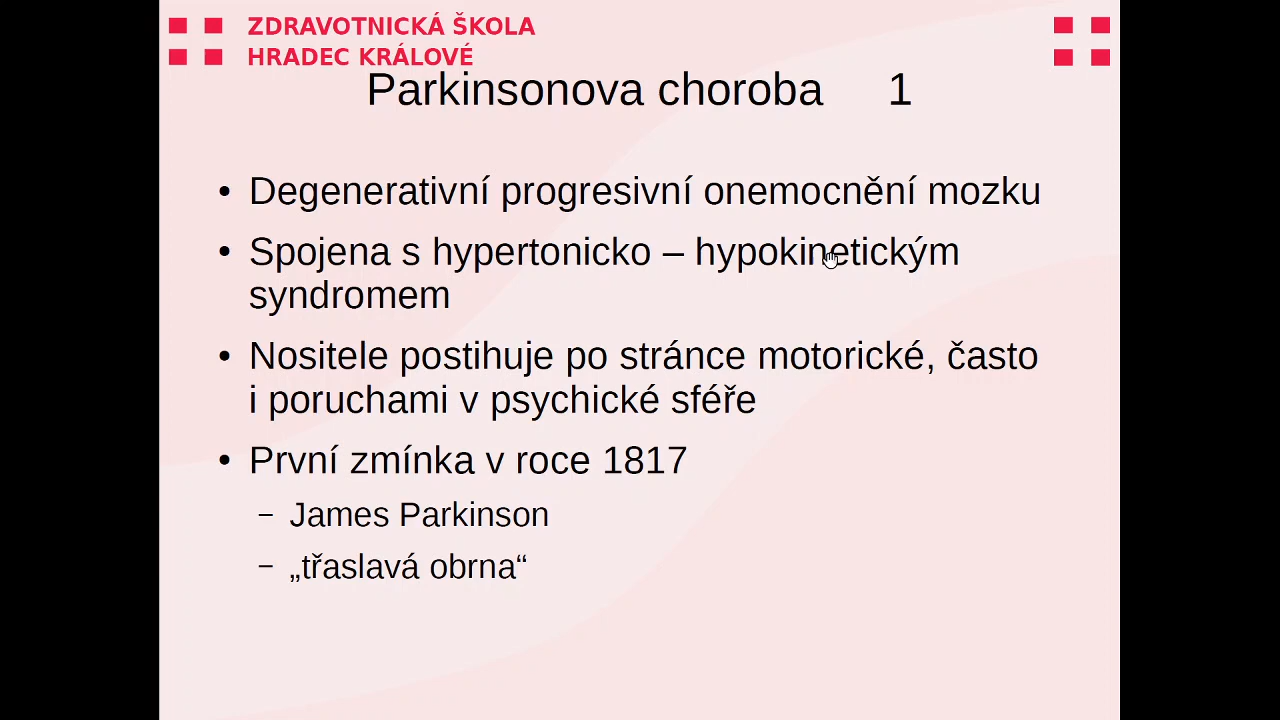 ZDRAVOTNICKÁ ŠKOLA
HRADEC KRÁLOVÉ
Parkinsonova choroba 1
• Degenerativní progresivní onemocnění mozku
• Spojena s hypertonicko – hypokinetickým
syndromem
• Nositele postihuje po stránce motorické, často
i poruchami v psychické sféře
• První zmínka v roce 1817
– James Parkinson
– „třaslavá obrna“